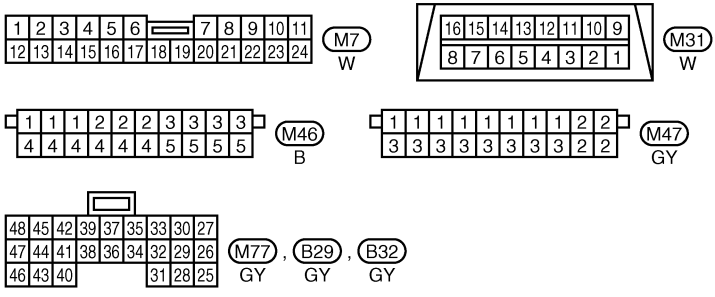 1 2 3 4 5 6 7 8 9 10 11
12 13 14 15 16 17 18 19 20 21 22 23 24
M7
W
16 15 14 13 12 11 10 9
8 7 6 5 4 3 2 1
M31
W
1 1 1 2 2 2 3 3 3 3
4 4 4 4 4 4 5 5 5 5
M46
B
1 1 1 1 1 1 1 1 2 2
3 3 3 3 3 3 3 2 2 2
M47
GY
48 45 42 39 37 35 33 30 27
47 44 41 38 36 34 32 29 26
46 43 40 31 28 25
M77 , B29 , B32
GY GY GY